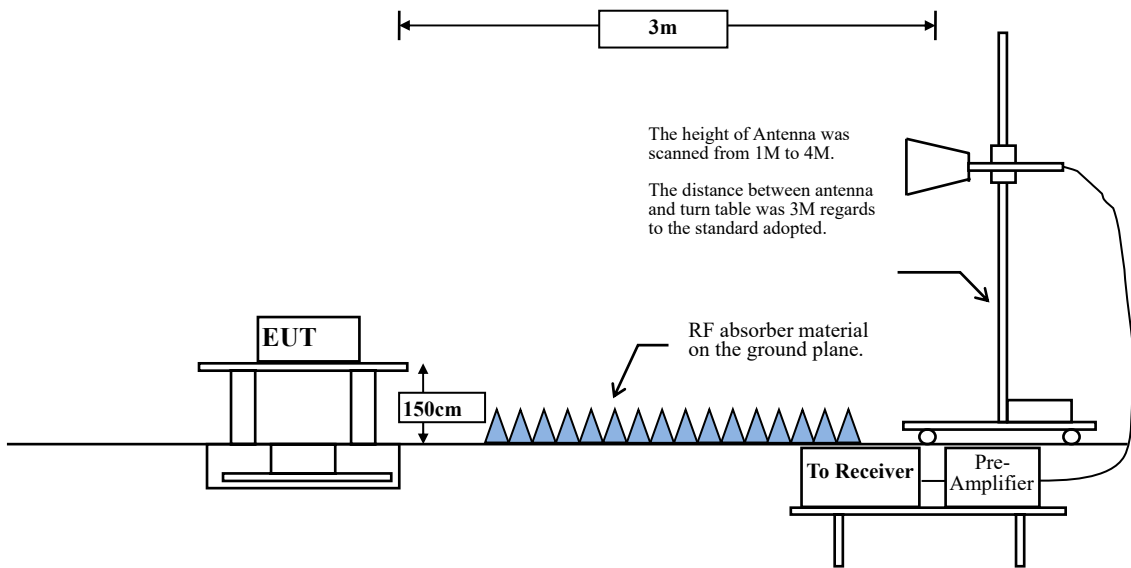 3m
The height of Antenna was
scanned from 1M to 4M.
The distance between antenna
and turn table was 3M regards
to the standard adopted.
EUT
RF absorber material
on the ground plane.
150cm
To Receiver
Pre-
Amplifier